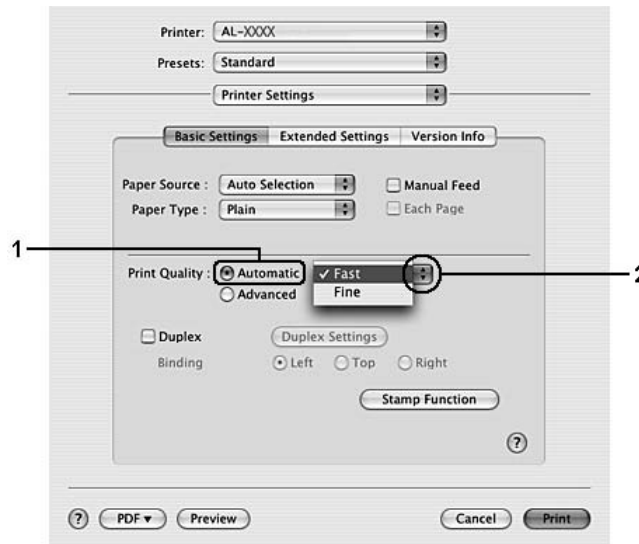 Printer: AL-XXXX
Presets: Standard
Printer Settings
Basic Settings Extended Settings Version Info
Paper Source : Auto Selection Manual Feed
Paper Type : Plain Each Page
1
Print Quality : Automatic ✓ Fast 2
Advanced Fine
Duplex Duplex Settings
Binding Left Top Right
Stamp Function
?
? PDF ▼ Preview Cancel Print